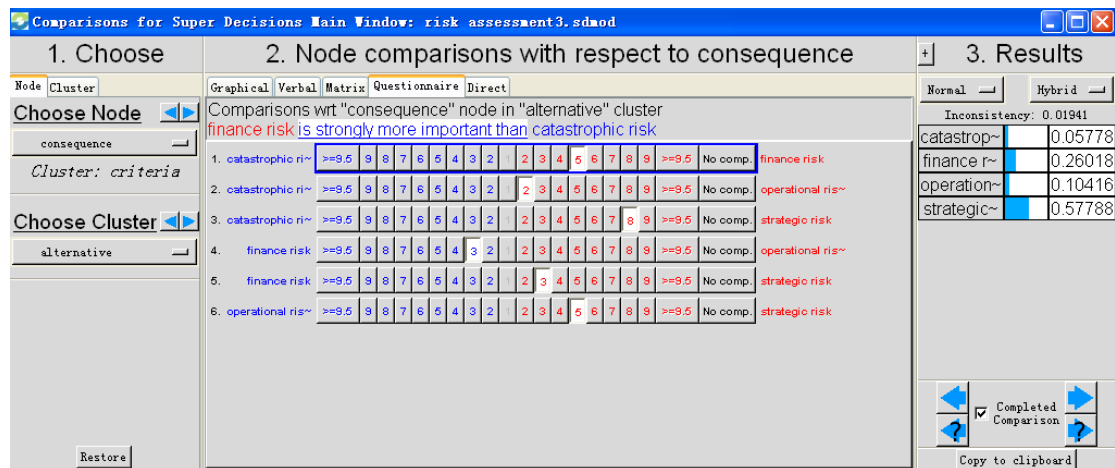 Comparisons for Super Decisions Main Window: risk assessment3.sdmod
1. Choose
2. Node comparisons with respect to consequence
+ 3. Results
Node Cluster
Graphical Verbal Matrix Questionnaire Direct
Normal Hybrid
Choose Node
consequence
Cluster: criteria
Choose Cluster
alternative
Restore
Comparisons wrt "consequence" node in "alternative" cluster
finance risk is strongly more important than catastrophic risk
1. catastrophic ri~ >=9.5 9 8 7 6 5 4 3 2 1 2 3 4 5 6 7 8 9 >=9.5 No comp. finance risk
2. catastrophic ri~ >=9.5 9 8 7 6 5 4 3 2 1 2 3 4 5 6 7 8 9 >=9.5 No comp. operational ris~
3. catastrophic ri~ >=9.5 9 8 7 6 5 4 3 2 1 2 3 4 5 6 7 8 9 >=9.5 No comp. strategic risk
4. finance risk >=9.5 9 8 7 6 5 4 3 2 1 2 3 4 5 6 7 8 9 >=9.5 No comp. operational ris~
5. finance risk >=9.5 9 8 7 6 5 4 3 2 1 2 3 4 5 6 7 8 9 >=9.5 No comp. strategic risk
6. operational ris~ >=9.5 9 8 7 6 5 4 3 2 1 2 3 4 5 6 7 8 9 >=9.5 No comp. strategic risk
Inconsistency: 0.01941
catastrop~ 0.05778
finance r~ 0.26018
operation~ 0.10416
strategic~ 0.57788
Completed
Comparison
? ?
Copy to clipboard